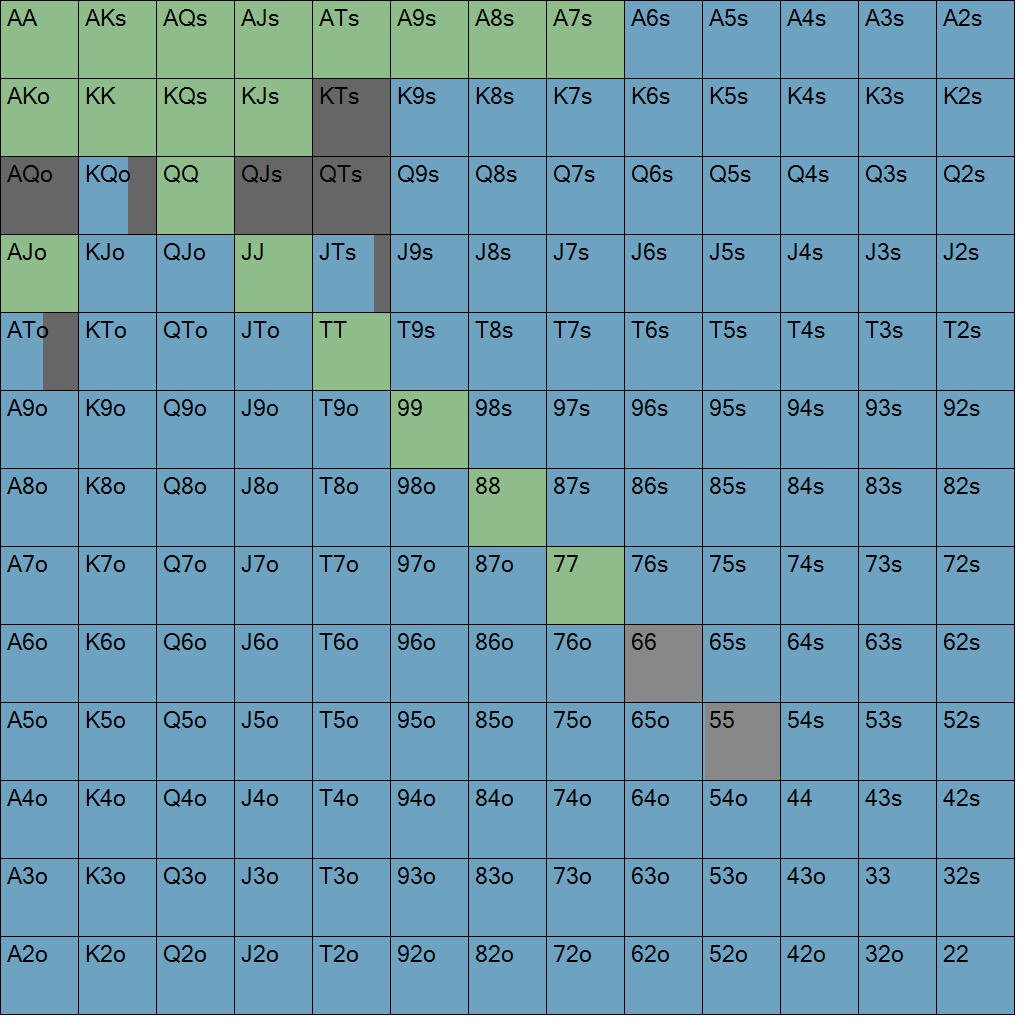 AA AKs AQs AJs ATs A9s A8s A7s A6s A5s A4s A3s A2s
AKo KK KQs KJs KTs K9s K8s K7s K6s K5s K4s K3s K2s
AQo KQo QQ QJs QTs Q9s Q8s Q7s Q6s Q5s Q4s Q3s Q2s
AJo KJo QJo JJ JTs J9s J8s J7s J6s J5s J4s J3s J2s
ATo KTo QTo JTo TT T9s T8s T7s T6s T5s T4s T3s T2s
A9o K9o Q9o J9o T9o 99 98s 97s 96s 95s 94s 93s 92s
A8o K8o Q8o J8o T8o 98o 88 87s 86s 85s 84s 83s 82s
A7o K7o Q7o J7o T7o 97o 87o 77 76s 75s 74s 73s 72s
A6o K6o Q6o J6o T6o 96o 86o 76o 66 65s 64s 63s 62s
A5o K5o Q5o J5o T5o 95o 85o 75o 65o 55 54s 53s 52s
A4o K4o Q4o J4o T4o 94o 84o 74o 64o 54o 44 43s 42s
A3o K3o Q3o J3o T3o 93o 83o 73o 63o 53o 43o 33 32s
A2o K2o Q2o J2o T2o 92o 82o 72o 62o 52o 42o 32o 22